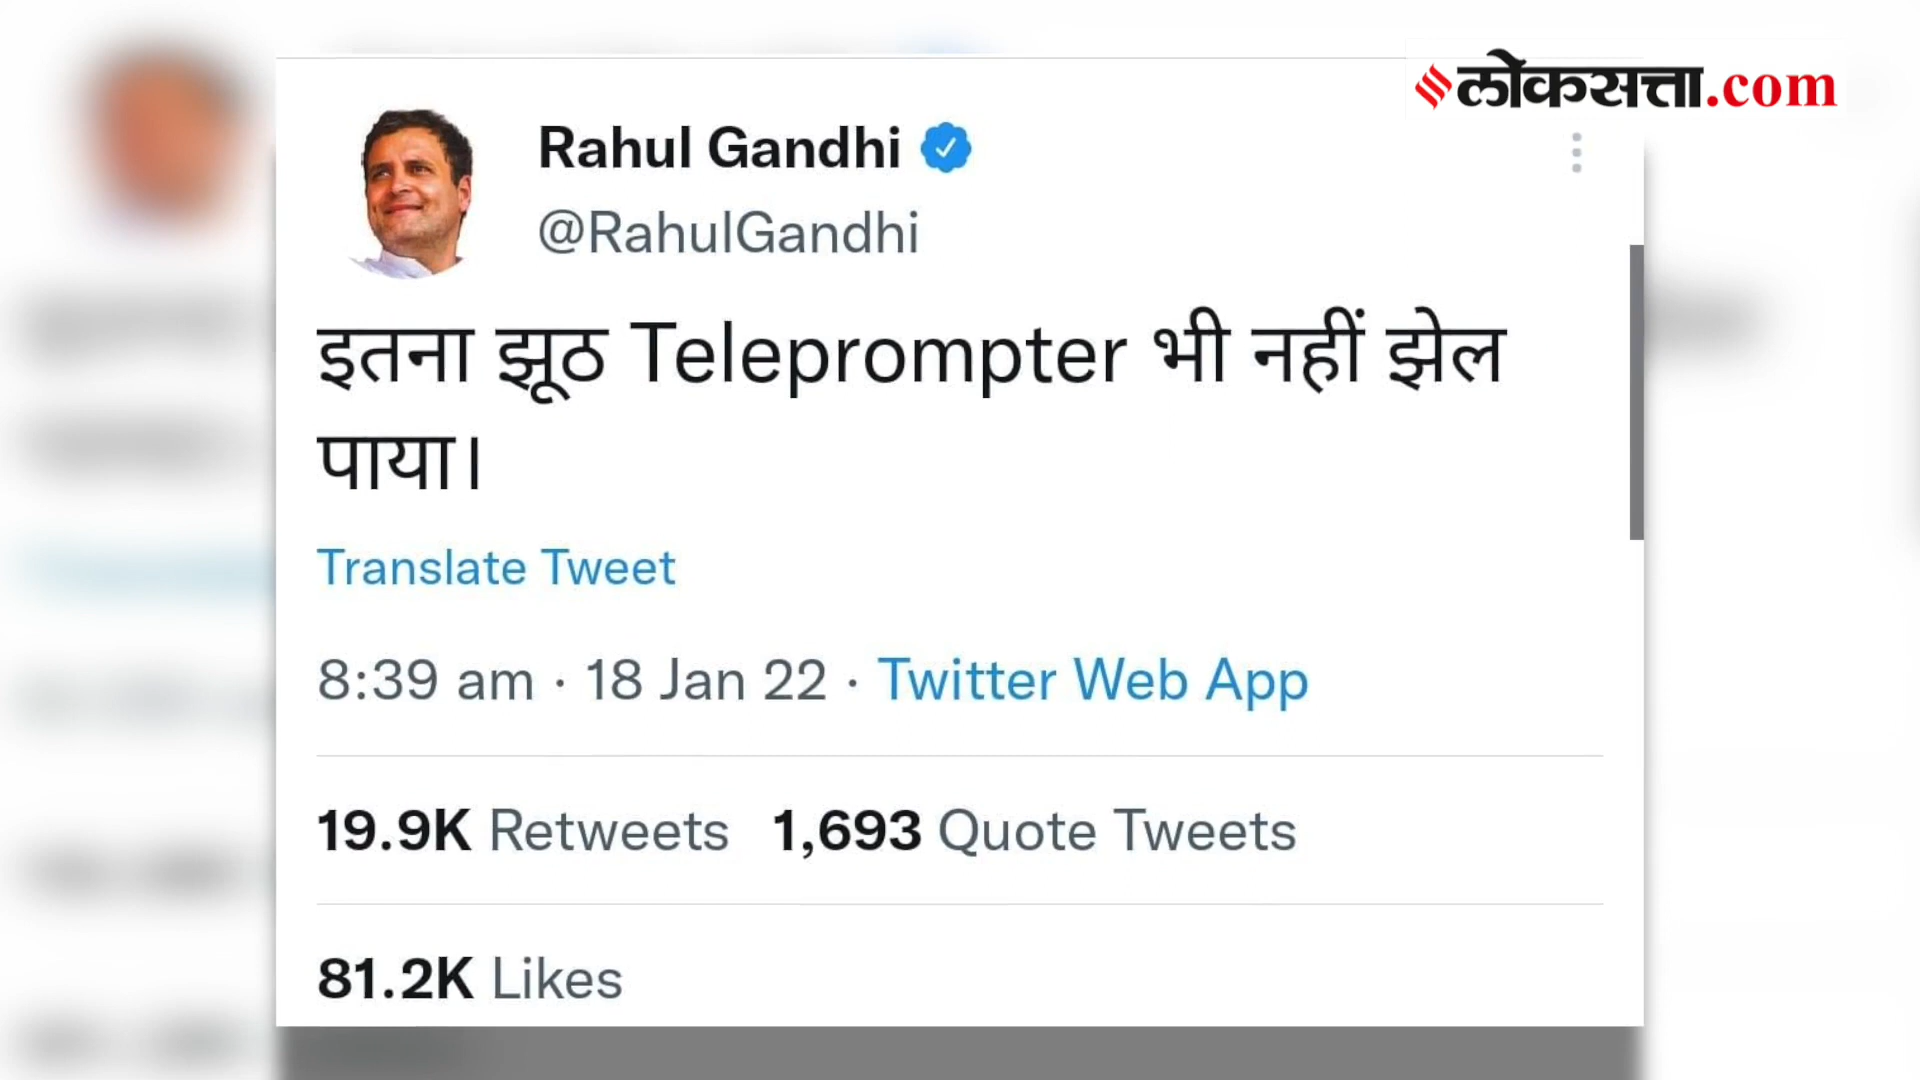 लोकसत्ता.com
Rahul Gandhi
@RahulGandhi
इतना झूठ Teleprompter भी नहीं झेल
पाया।
Translate Tweet
8:39 am · 18 Jan 22 · Twitter Web App
19.9K Retweets 1,693 Quote Tweets
81.2K Likes